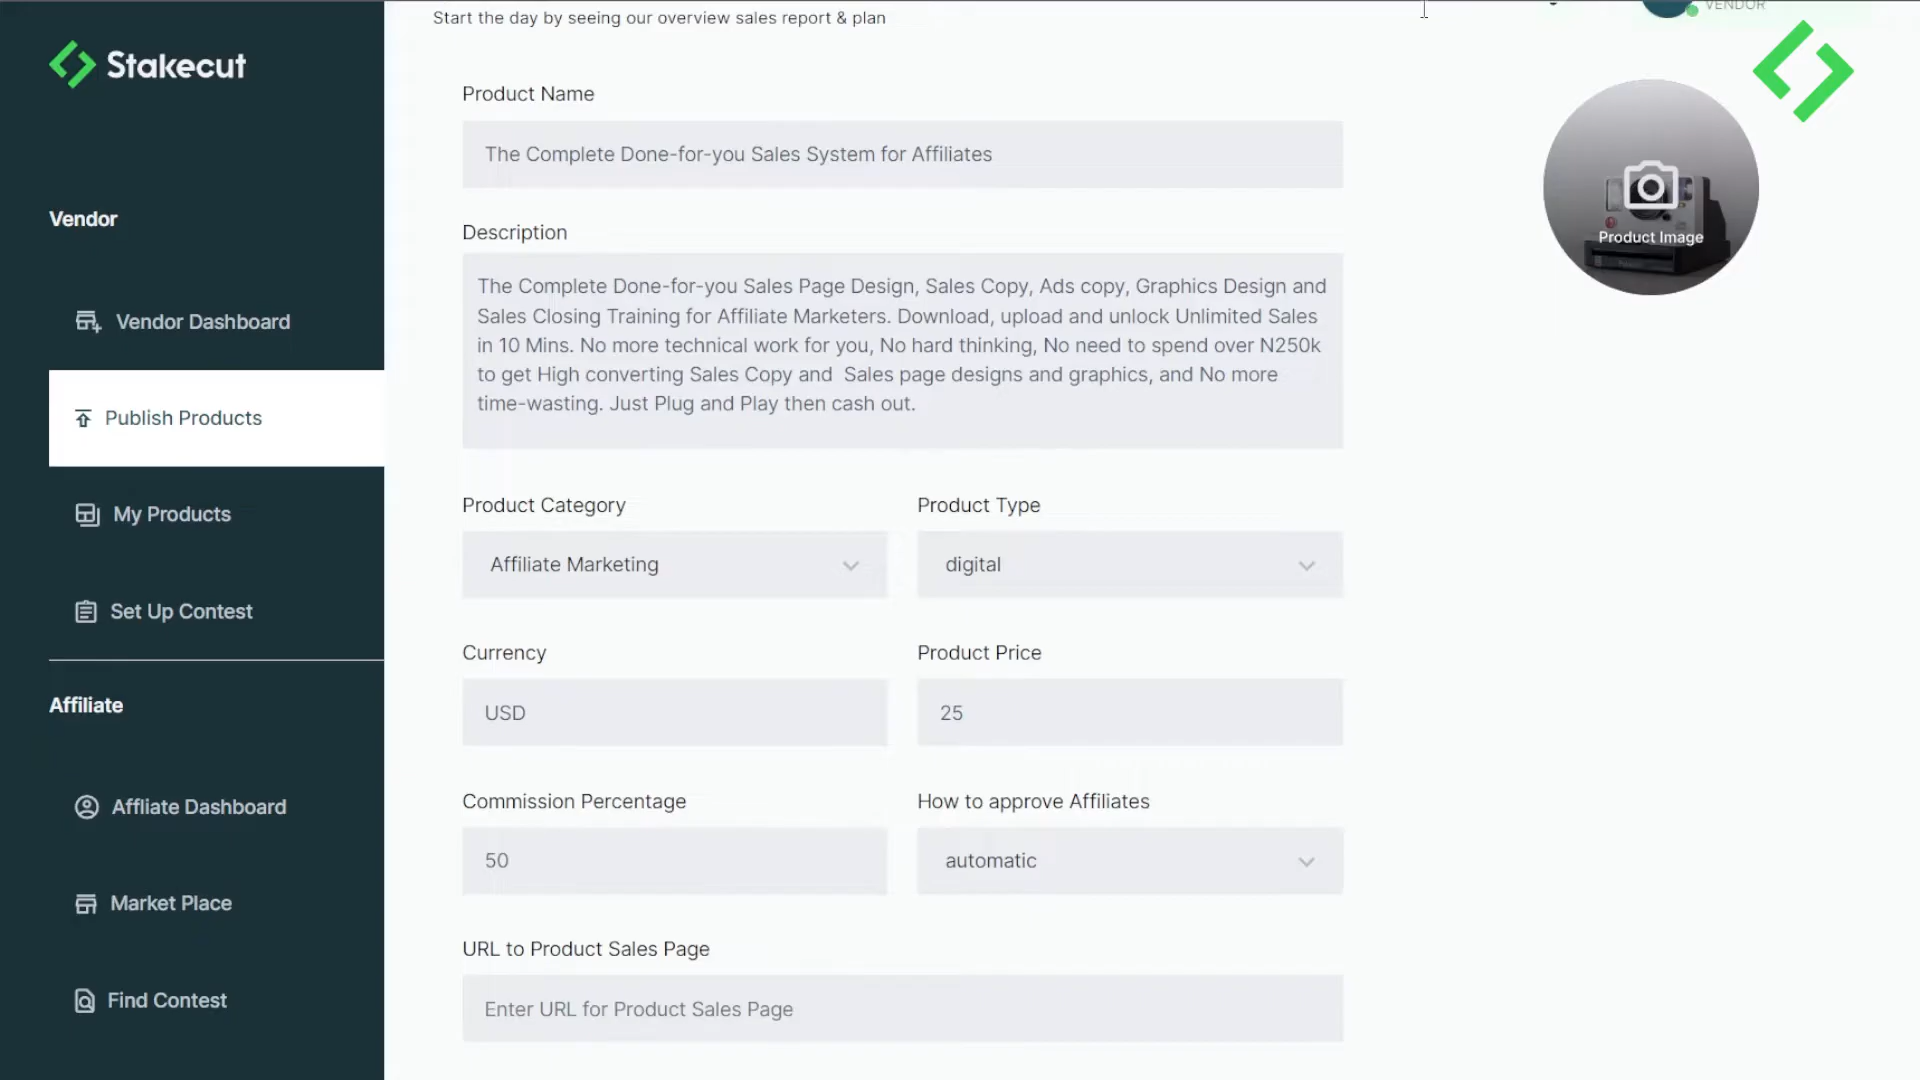 Start the day by seeing our overview sales report & plan
VENDOR
Stakecut
Vendor
Vendor Dashboard
Publish Products
My Products
Set Up Contest
Affiliate
Affliate Dashboard
Market Place
Find Contest
Product Name
The Complete Done-for-you Sales System for Affiliates
Description
The Complete Done-for-you Sales Page Design, Sales Copy, Ads copy, Graphics Design and
Sales Closing Training for Affiliate Marketers. Download, upload and unlock Unlimited Sales
in 10 Mins. No more technical work for you, No hard thinking, No need to spend over N250k
to get High converting Sales Copy and  Sales page designs and graphics, and No more
time-wasting. Just Plug and Play then cash out.
Product Image
Product Category
Product Type
Affiliate Marketing
digital
Currency
Product Price
USD
25
Commission Percentage
How to approve Affiliates
50
automatic
URL to Product Sales Page
Enter URL for Product Sales Page